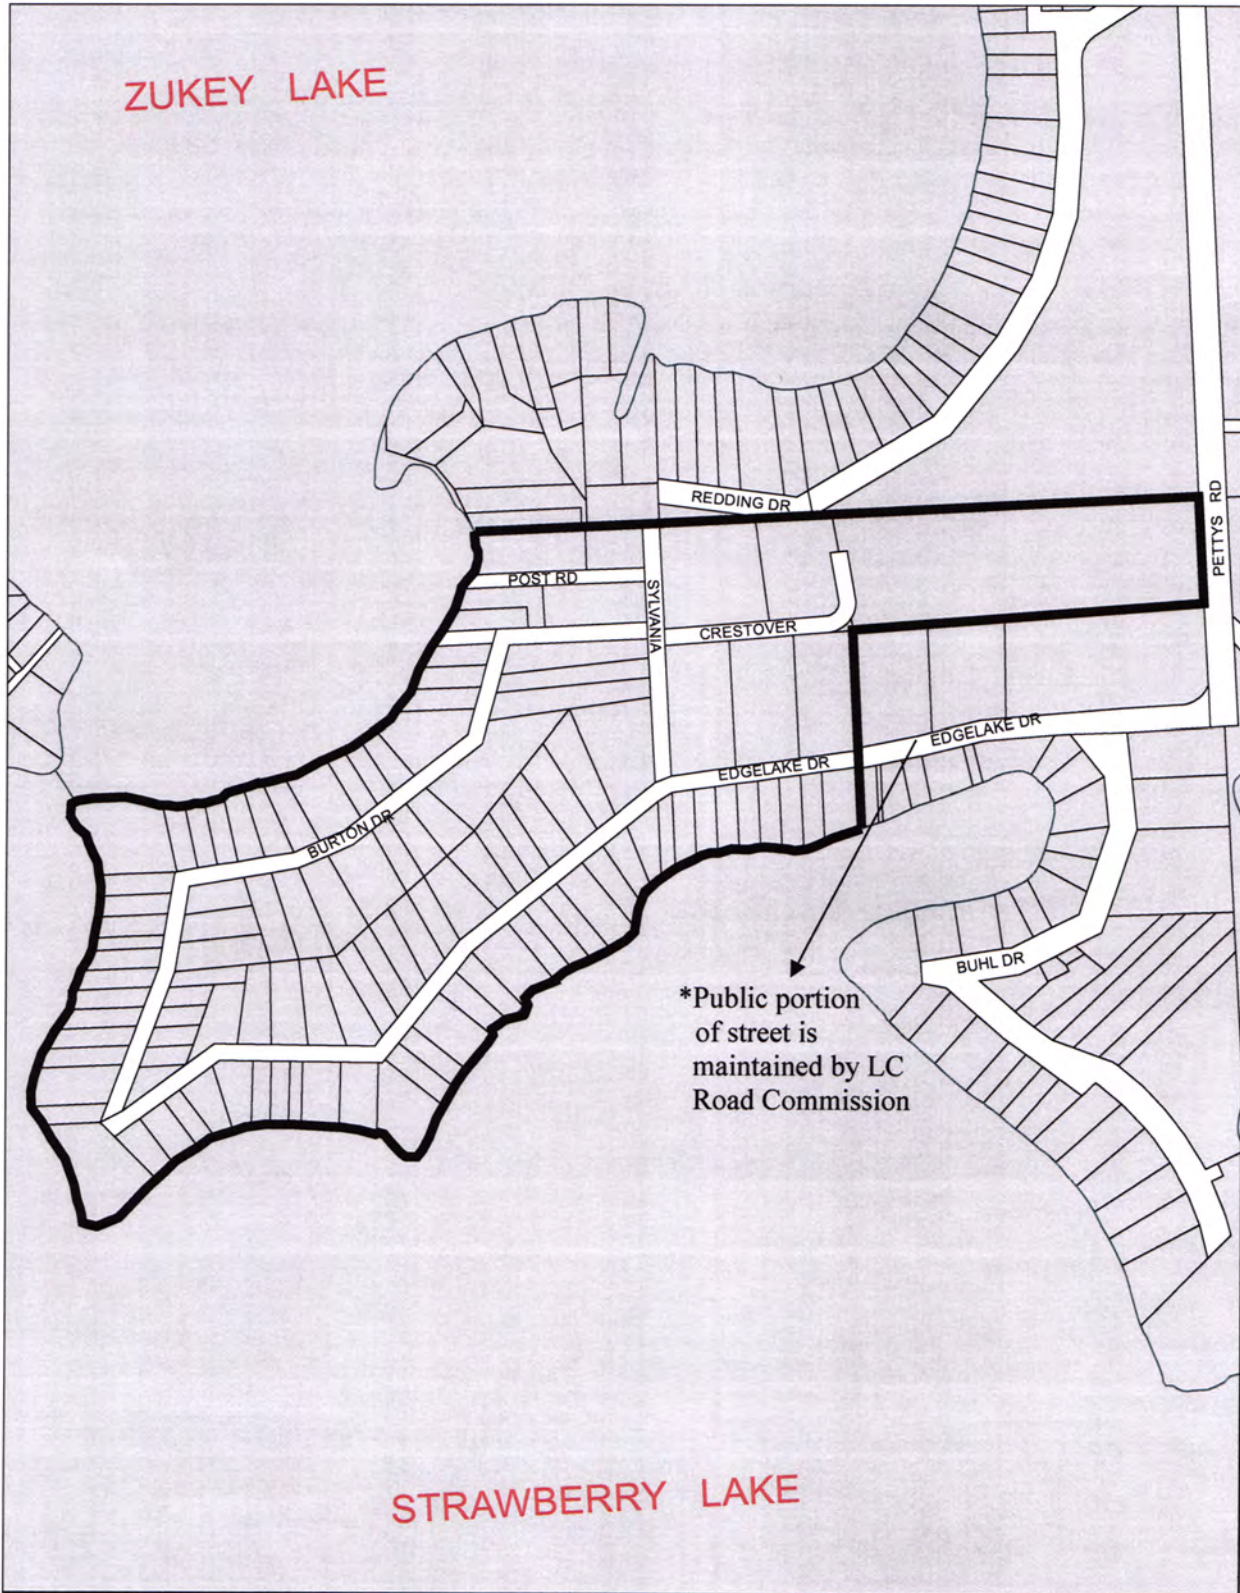 ZUKEY LAKE
REDDING DR
PETTYS RD
POST RD
SYLVANIA
CRESTOVER
EDGELAKE DR
EDGELAKE DR
BURTON DR
BUHL DR
*Public portion
of street is
maintained by LC
Road Commission
STRAWBERRY LAKE